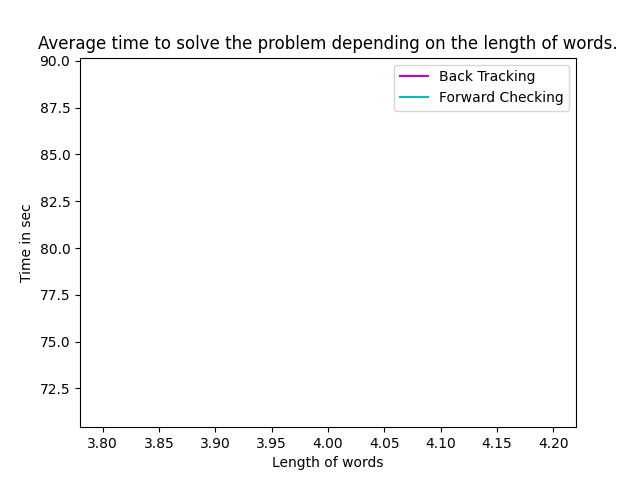 Average time to solve the problem depending on the length of words.
90.0
87.5
85.0
82.5
80.0
77.5
75.0
72.5
Time in sec
Back Tracking
Forward Checking
3.80 3.85 3.90 3.95 4.00 4.05 4.10 4.15 4.20
Length of words